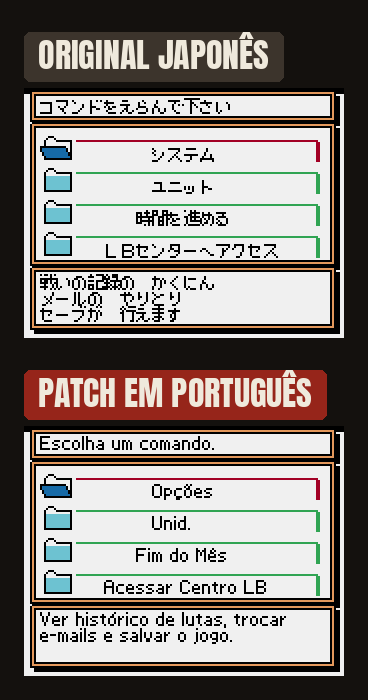 ORIGINAL JAPONÊS
コマンドをえらんで下さい
システム
ユニット
時間を進める
LBセンターへアクセス
戦いの記録の　かくにん
メールの　やりとり
セーブが　行えます
PATCH EM PORTUGUÊS
Escolha um comando.
Opções
Unid.
Fim do Mês
Acessar Centro LB
Ver histórico de lutas, trocar
e-mails e salvar o jogo.